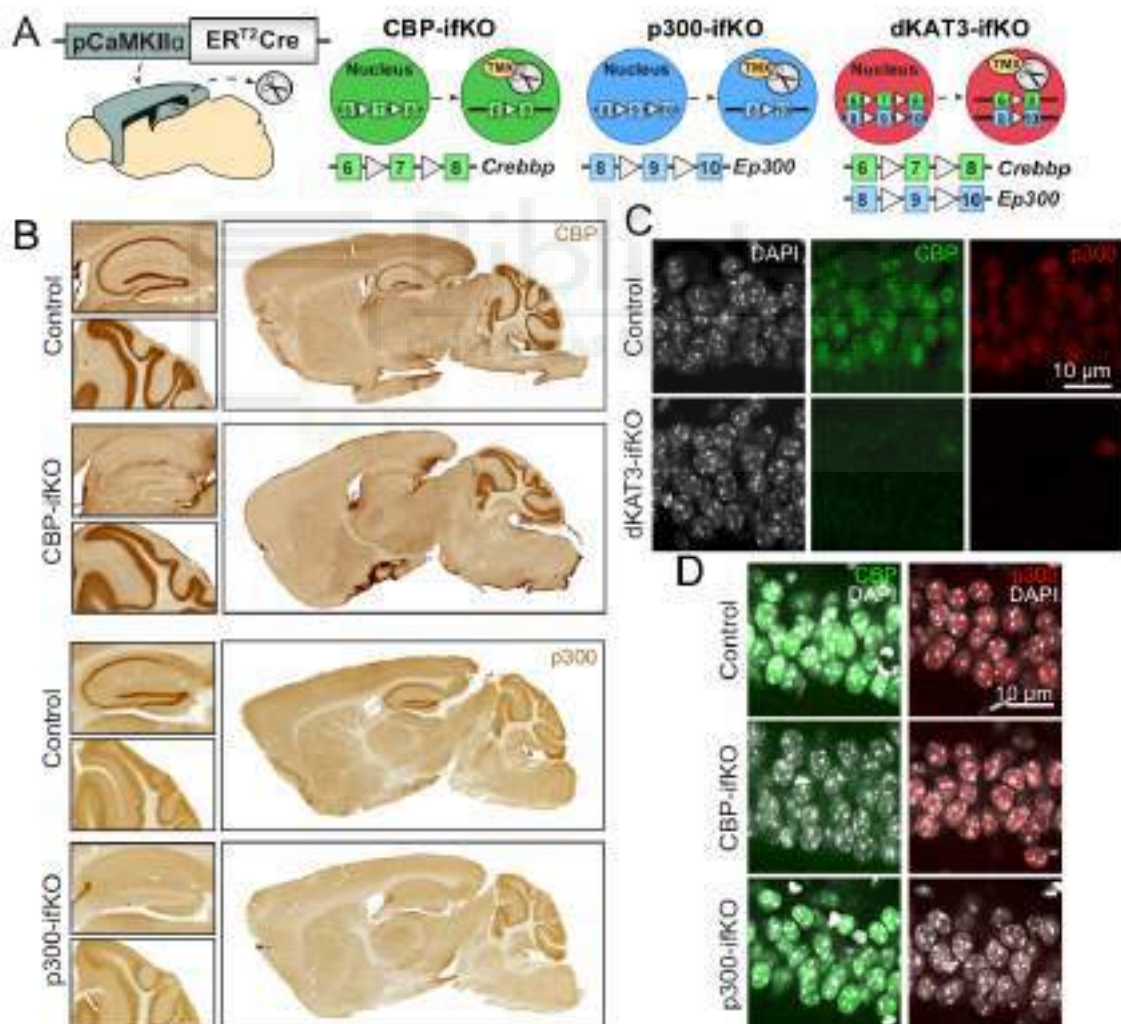 A
pCaMKIIα
ER^T2Cre
CBP-ifKO
p300-ifKO
dKAT3-ifKO
Nucleus
TMX
Nucleus
TMX
Nucleus
TMX
6 7 8 Crebbp
8 9 10 Ep300
6 7 8 Crebbp
8 9 10 Ep300
B
Control
CBP
CBP-ifKO
Control
p300
p300-ifKO
C
DAPI
CBP
p300
Control
10 µm
dKAT3-ifKO
D
CBP
DAPI
p300
DAPI
Control
10 µm
CBP-ifKO
p300-ifKO